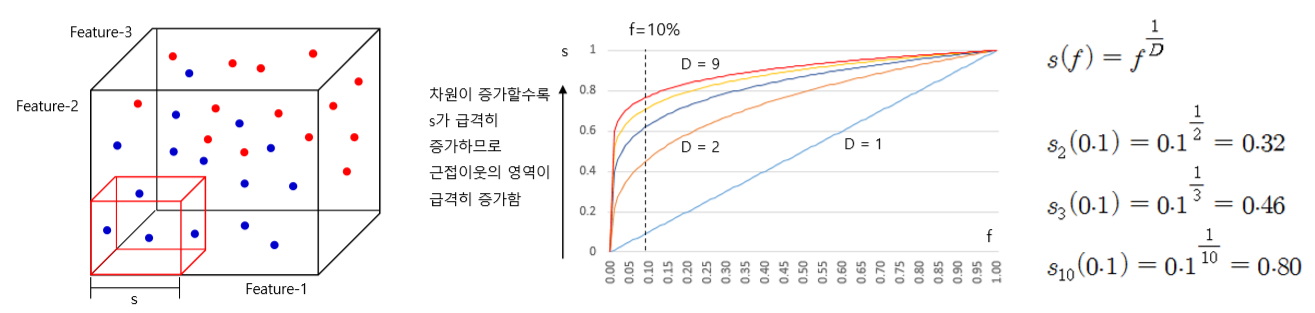 Feature-3
Feature-2
Feature-1
s
차원이 증가할수록
s가 급격히
증가하므로
근접이웃의 영역이
급격히 증가함
f=10%
s
1
0.8
0.6
0.4
0.2
0
D = 9
D = 2
D = 1
f
0.00 0.05 0.10 0.15 0.20 0.25 0.30 0.35 0.40 0.45 0.50 0.55 0.60 0.65 0.70 0.75 0.80 0.85 0.90 0.95 1.00
s(f) = f^{1/D}
s₂(0.1) = 0.1^{1/2} = 0.32
s₃(0.1) = 0.1^{1/3} = 0.46
s₁₀(0.1) = 0.1^{1/10} = 0.80